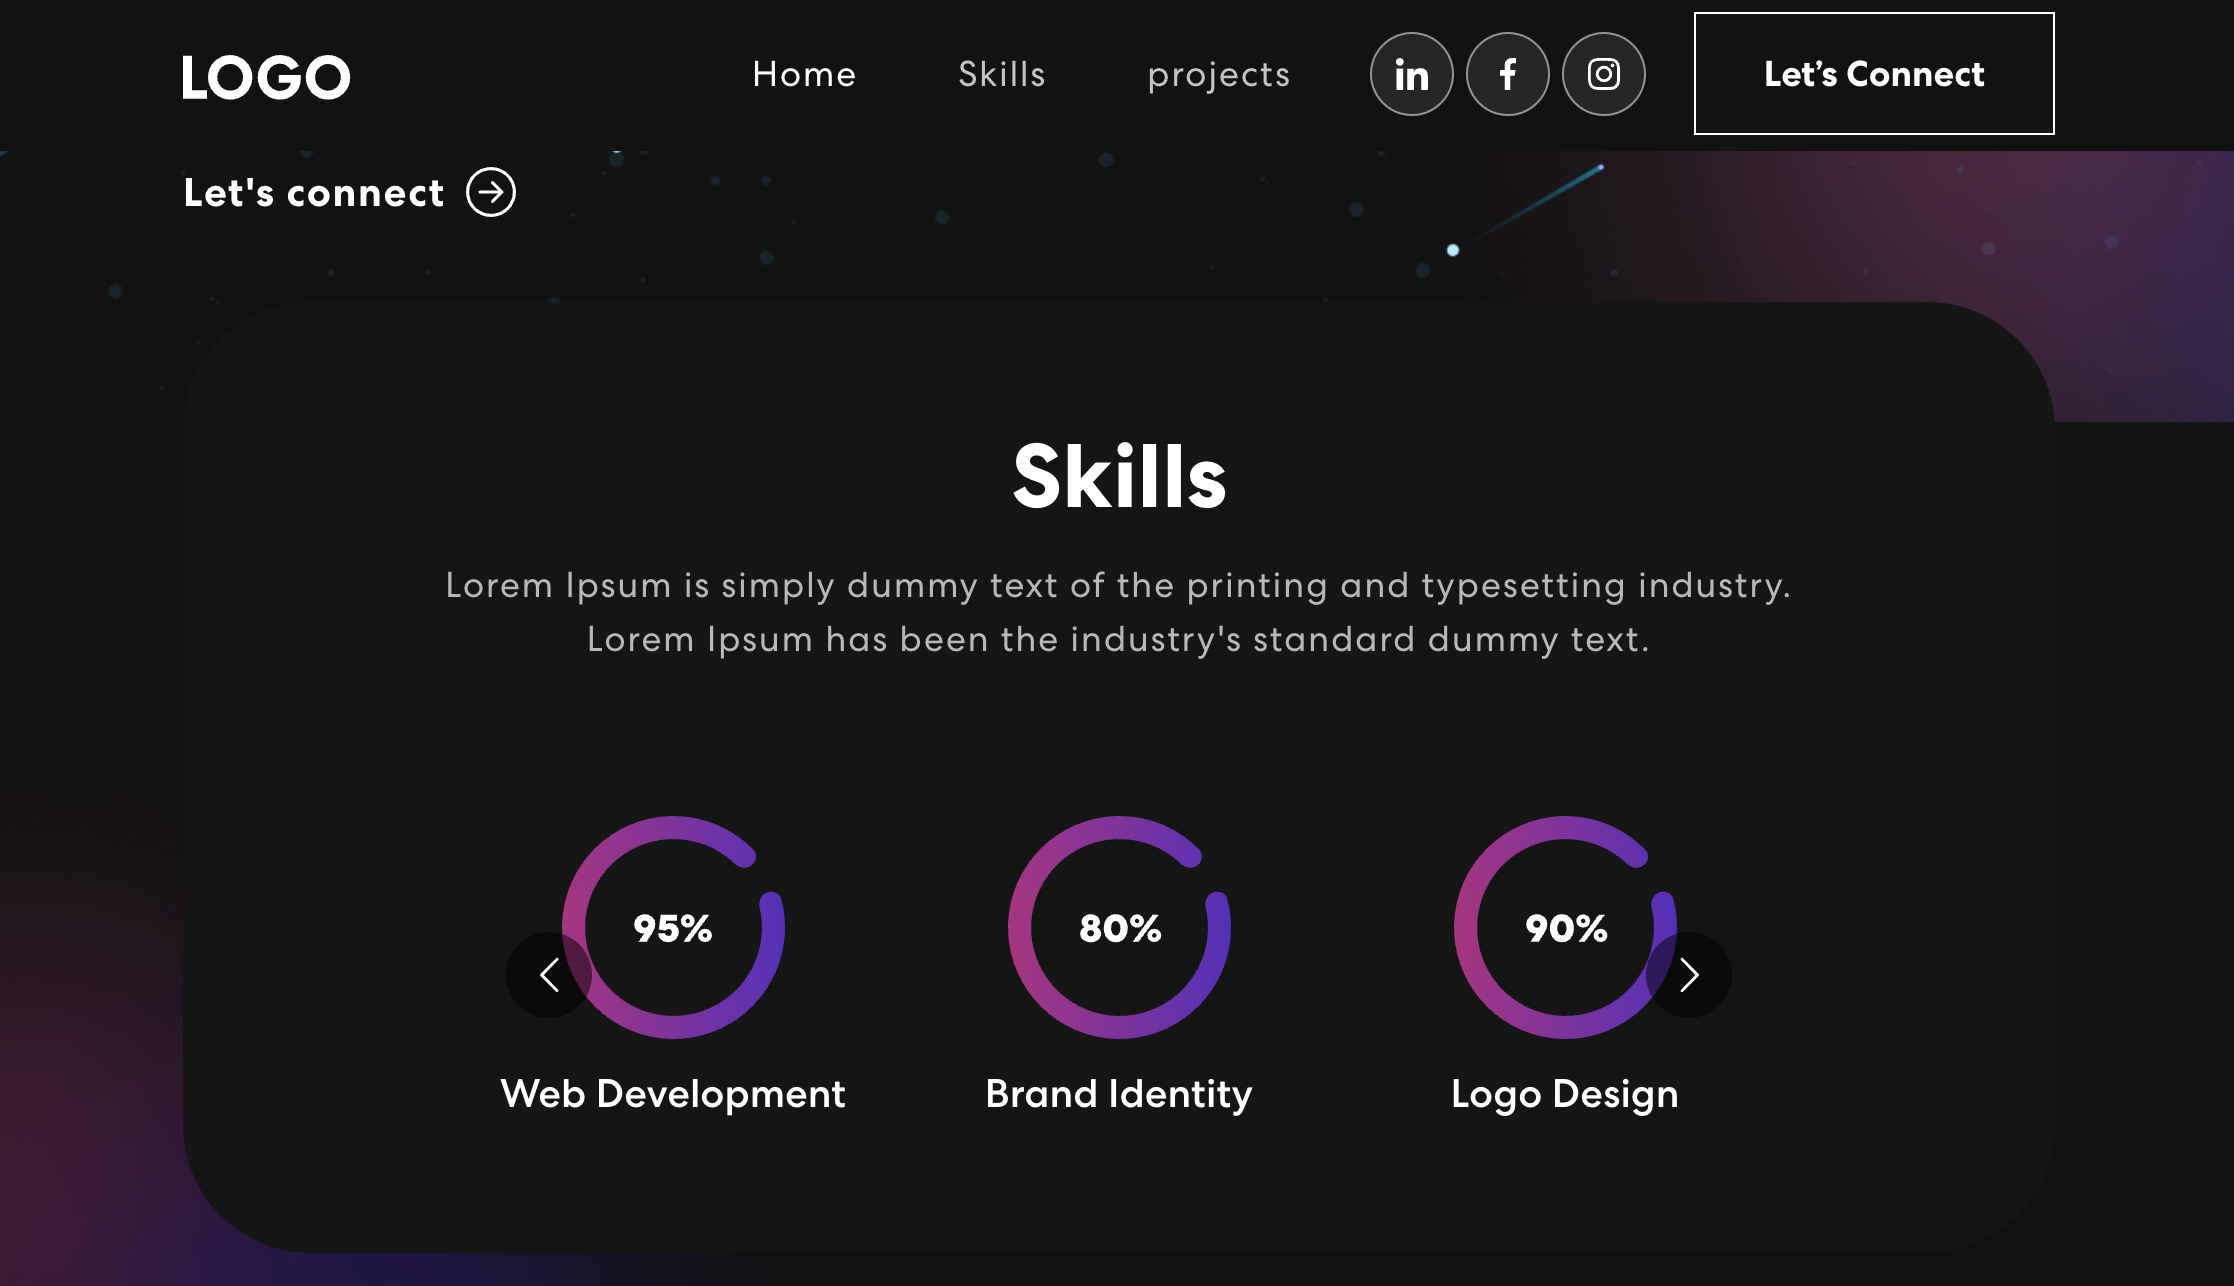 LOGO
Home Skills projects in f Let’s Connect
Let's connect
Skills
Lorem Ipsum is simply dummy text of the printing and typesetting industry.
Lorem Ipsum has been the industry's standard dummy text.
95% 80% 90%
Web Development Brand Identity Logo Design